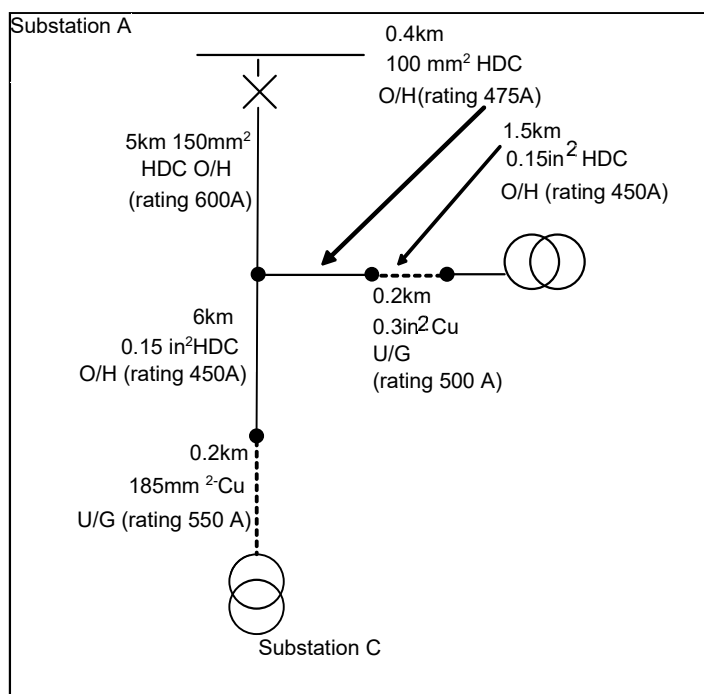 Substation A
0.4km
100 mm² HDC
O/H(rating 475A)
1.5km
0.15in² HDC
O/H (rating 450A)
5km 150mm²
HDC O/H
(rating 600A)
0.2km
0.3in² Cu
U/G
(rating 500 A)
6km
0.15 in²HDC
O/H (rating 450A)
0.2km
185mm ²-Cu
U/G (rating 550 A)
Substation C